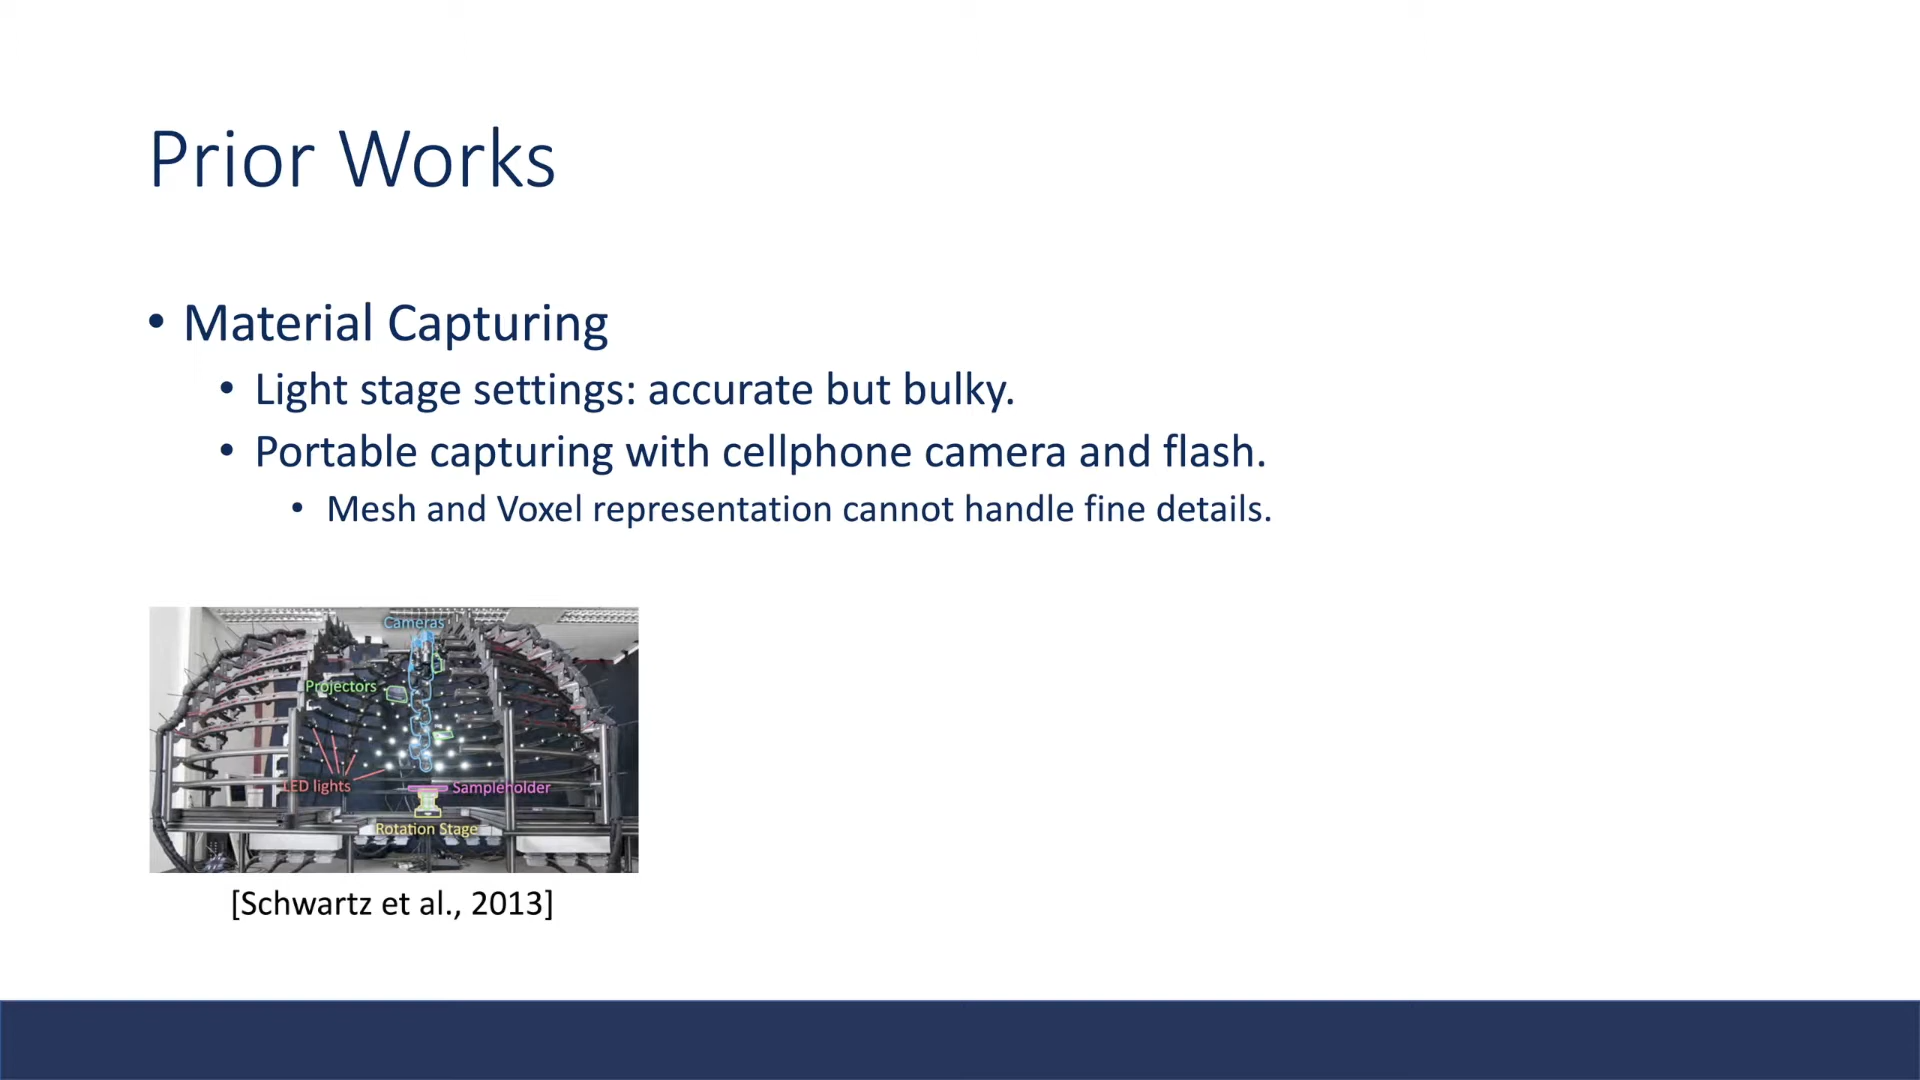 Prior Works
• Material Capturing
• Light stage settings: accurate but bulky.
• Portable capturing with cellphone camera and flash.
• Mesh and Voxel representation cannot handle fine details.
Cameras
Projectors
LED lights
Sampleholder
Rotation Stage
[Schwartz et al., 2013]